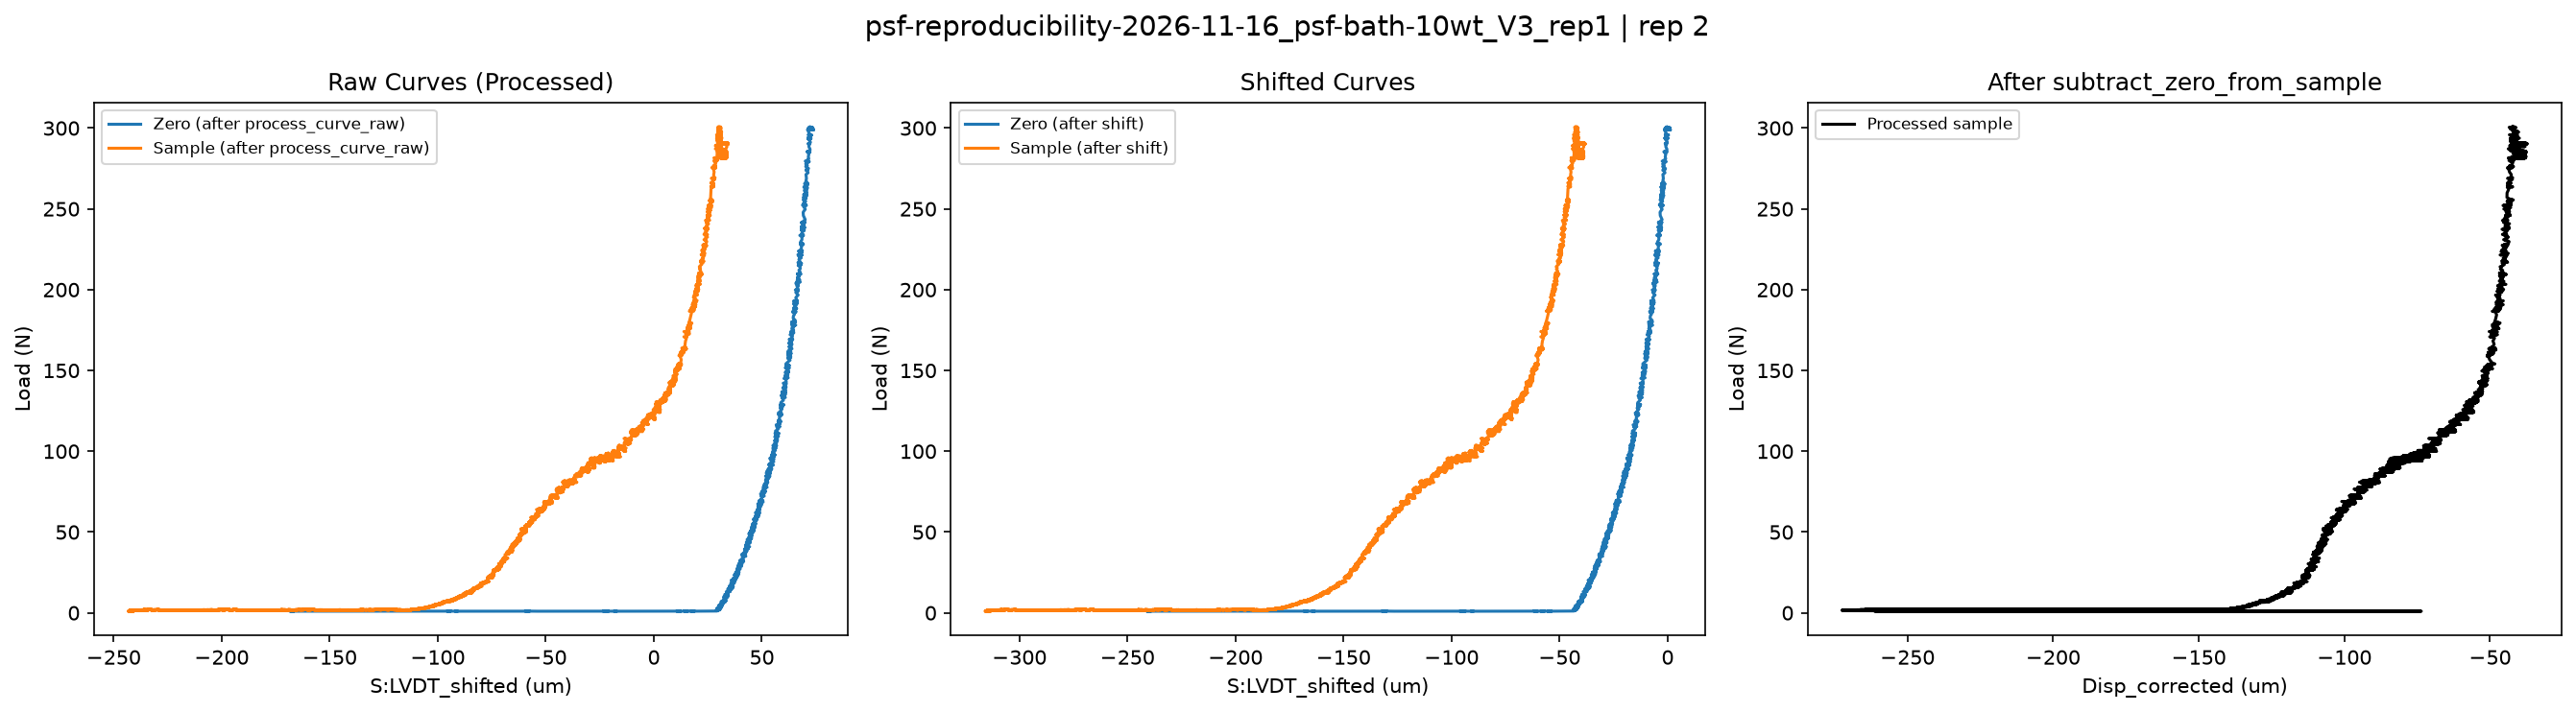 psf-reproducibility-2026-11-16_psf-bath-10wt_V3_rep1 | rep 2
Raw Curves (Processed)
Zero (after process_curve_raw)
Sample (after process_curve_raw)
300
250
200
150
100
50
0
Load (N)
−250
−200
−150
−100
−50
0
50
S:LVDT_shifted (um)
Shifted Curves
Zero (after shift)
Sample (after shift)
300
250
200
150
100
50
0
Load (N)
−300
−250
−200
−150
−100
−50
0
S:LVDT_shifted (um)
After subtract_zero_from_sample
Processed sample
300
250
200
150
100
50
0
Load (N)
−250
−200
−150
−100
−50
Disp_corrected (um)